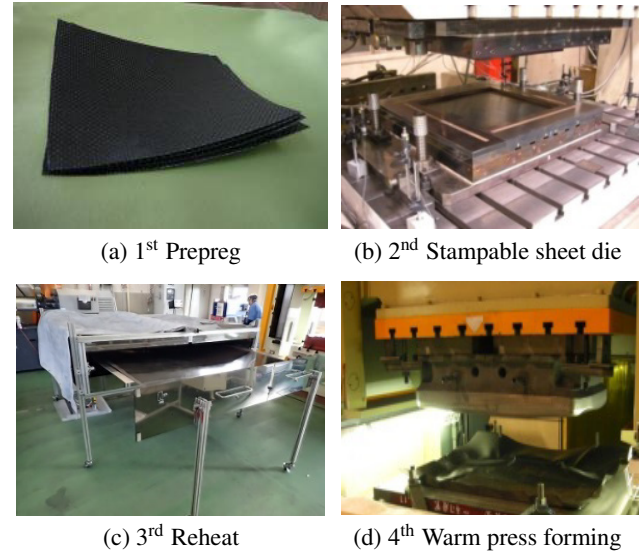 (a) 1st Prepreg
(b) 2nd Stampable sheet die
(c) 3rd Reheat
(d) 4th Warm press forming